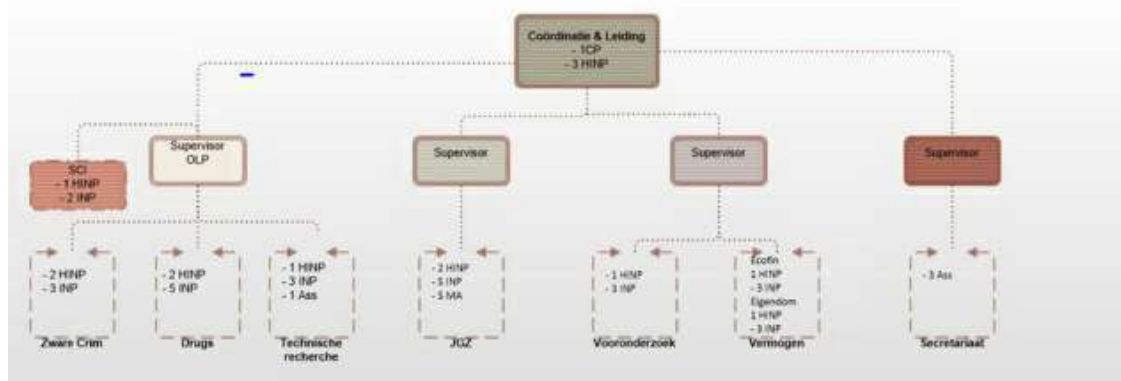 Coördinatie & Leiding
- 1CP
- 3 HINP
SCI
- 1 HINP
- 2 INP
Supervisor
OLP
Supervisor
Supervisor
Supervisor
- 2 HINP
- 3 INP
Zware Crim
- 2 HINP
- 5 INP
Drugs
- 1 HINP
- 3 INP
- 1 Ass
Technische
recherche
- 2 HINP
- 5 INP
- 5 MA
JGZ
- 1 HINP
- 3 INP
Vooronderzoek
Ecofin
1 HINP
- 3 INP
Eigendom
1 HINP
- 3 INP
Vermogen
- 3 Ass
Secretariaat